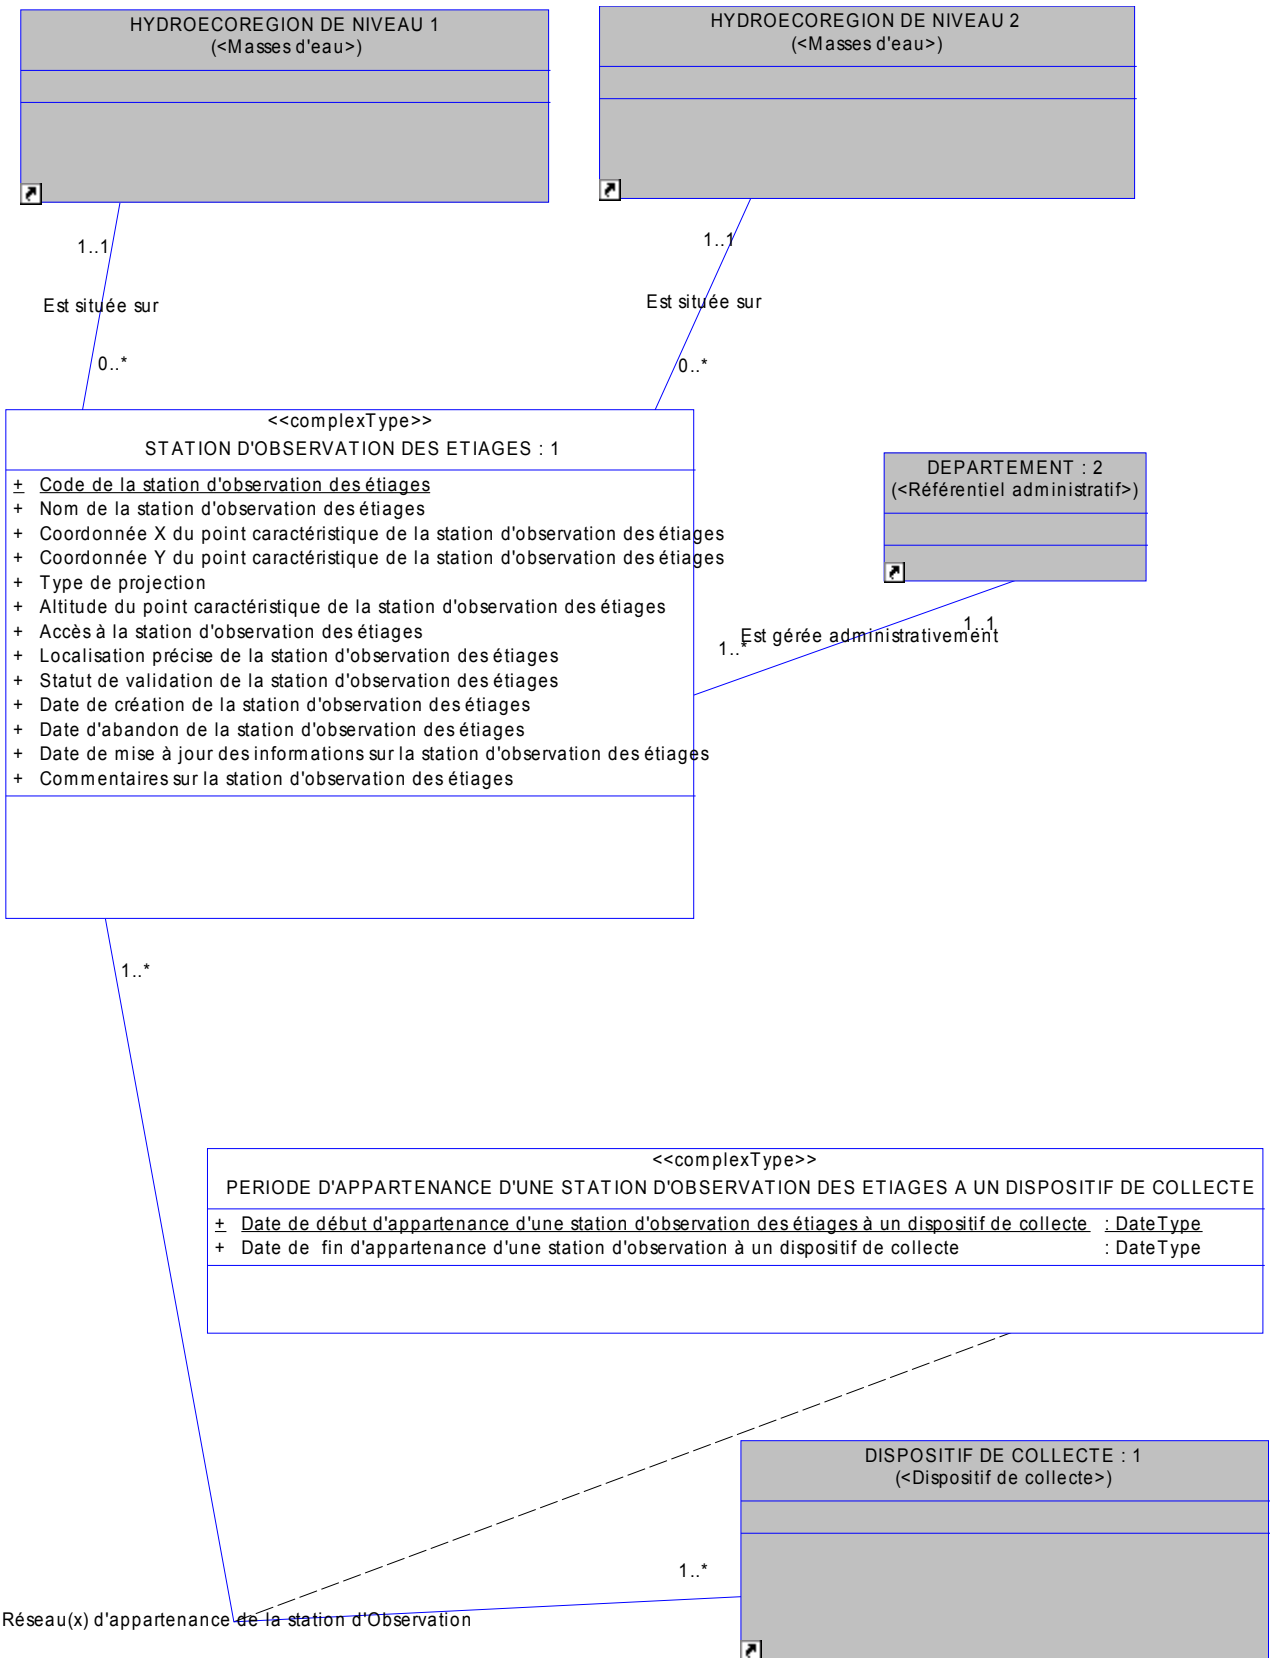 HYDROECOREGION DE NIVEAU 1
(<Masses d'eau>)
HYDROECOREGION DE NIVEAU 2
(<Masses d'eau>)
1..1
1..1
Est située sur
Est située sur
0..*
0..*
<<complexType>>
STATION D'OBSERVATION DES ETIAGES : 1
+ Code de la station d'observation des étiages
+ Nom de la station d'observation des étiages
+ Coordonnée X du point caractéristique de la station d'observation des étiages
+ Coordonnée Y du point caractéristique de la station d'observation des étiages
+ Type de projection
+ Altitude du point caractéristique de la station d'observation des étiages
+ Accès à la station d'observation des étiages
+ Localisation précise de la station d'observation des étiages
+ Statut de validation de la station d'observation des étiages
+ Date de création de la station d'observation des étiages
+ Date d'abandon de la station d'observation des étiages
+ Date de mise à jour des informations sur la station d'observation des étiages
+ Commentaires sur la station d'observation des étiages
DEPARTEMENT : 2
(<Référentiel administratif>)
1..1
Est gérée administrativement
1..*
1..*
<<complexType>>
PERIODE D'APPARTENANCE D'UNE STATION D'OBSERVATION DES ETIAGES A UN DISPOSITIF DE COLLECTE
+ Date de début d'appartenance d'une station d'observation des étiages à un dispositif de collecte : DateType
+ Date de fin d'appartenance d'une station d'observation à un dispositif de collecte : DateType
DISPOSITIF DE COLLECTE : 1
(<Dispositif de collecte>)
1..*
Réseau(x) d'appartenance de la station d'Observation